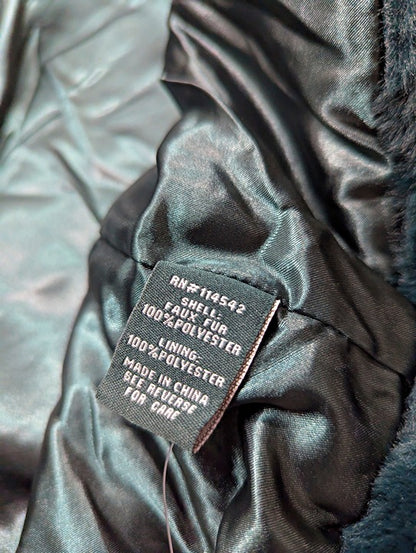 RN#114542
SHELL:
FAUX FUR
100%POLYESTER
LINING:
100%POLYESTER
MADE IN CHINA
SEE REVERSE
FOR CARE